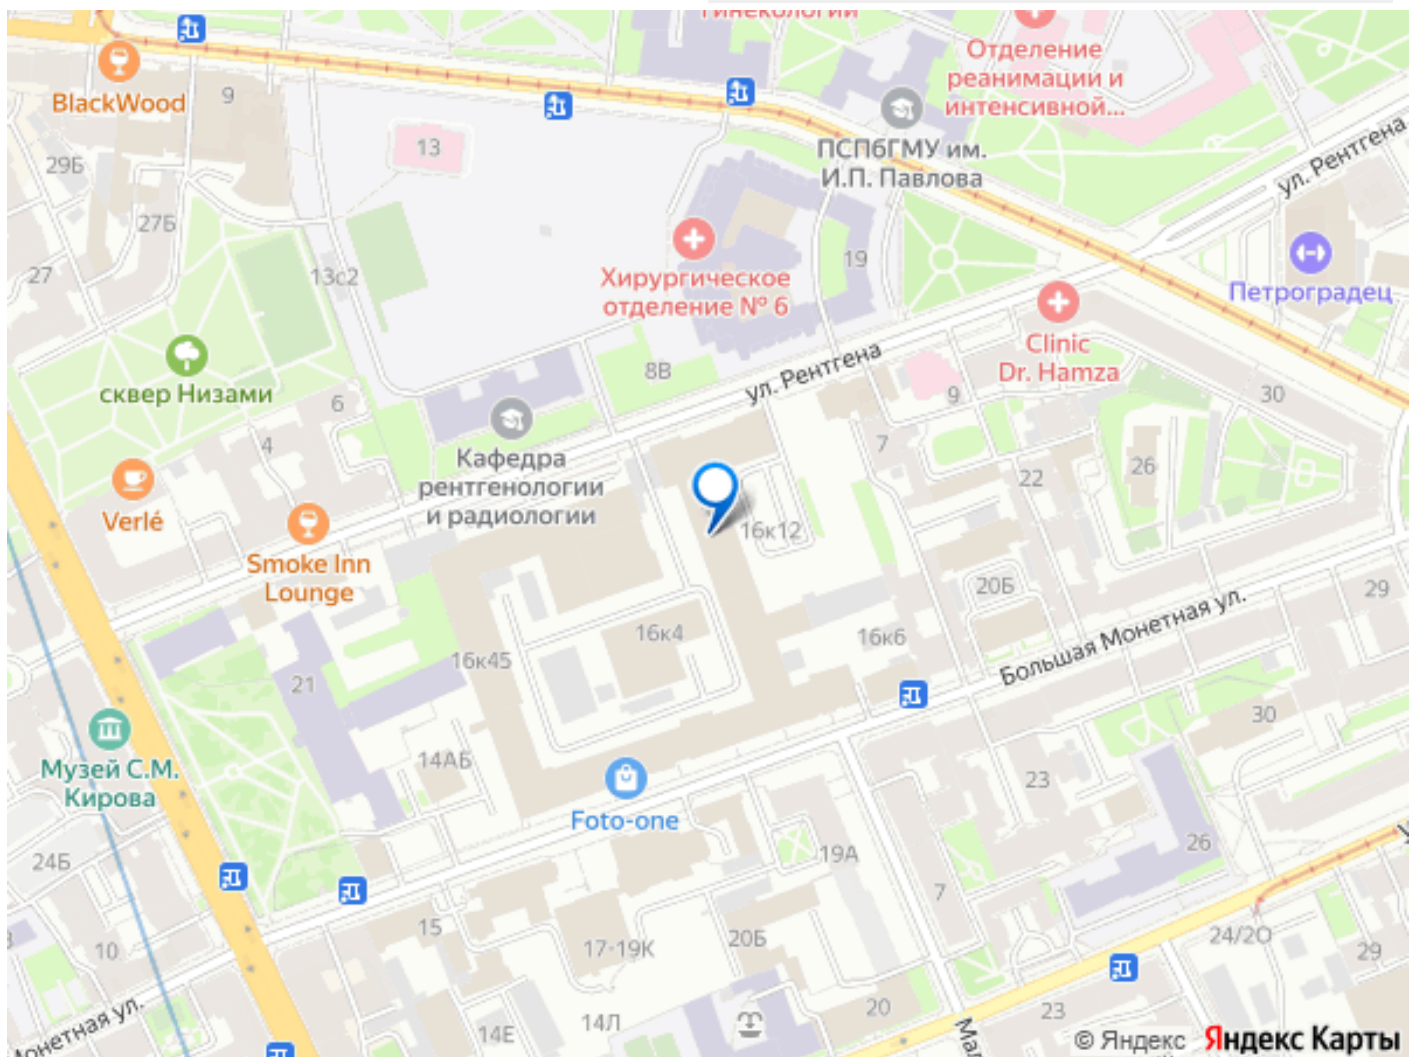 Гинекологии
Отделение
реанимации и
интенсивной...
BlackWood
9
29Б
13
ПСПбГМУ им.
И.П. Павлова
ул. Рентгена
27Б
27
13с2
Хирургическое
отделение № 6
19
Петроградец
Clinic
Dr. Hamza
сквер Низами
8В
ул. Рентгена
6
4
9
30
7
Кафедра
рентгенологии
и радиологии
22
26
Verlé
Smoke Inn
Lounge
16к12
20Б
29
16к4
16к6
Большая Монетная ул.
16к45
21
30
Музей С.М.
Кирова
14АБ
23
Foto-one
24Б
19А
26
7
10
15
17-19К
20Б
24/2О
29
14Е
14Л
20
23
Монетная ул.
Мал
© Яндекс Яндекс Карты